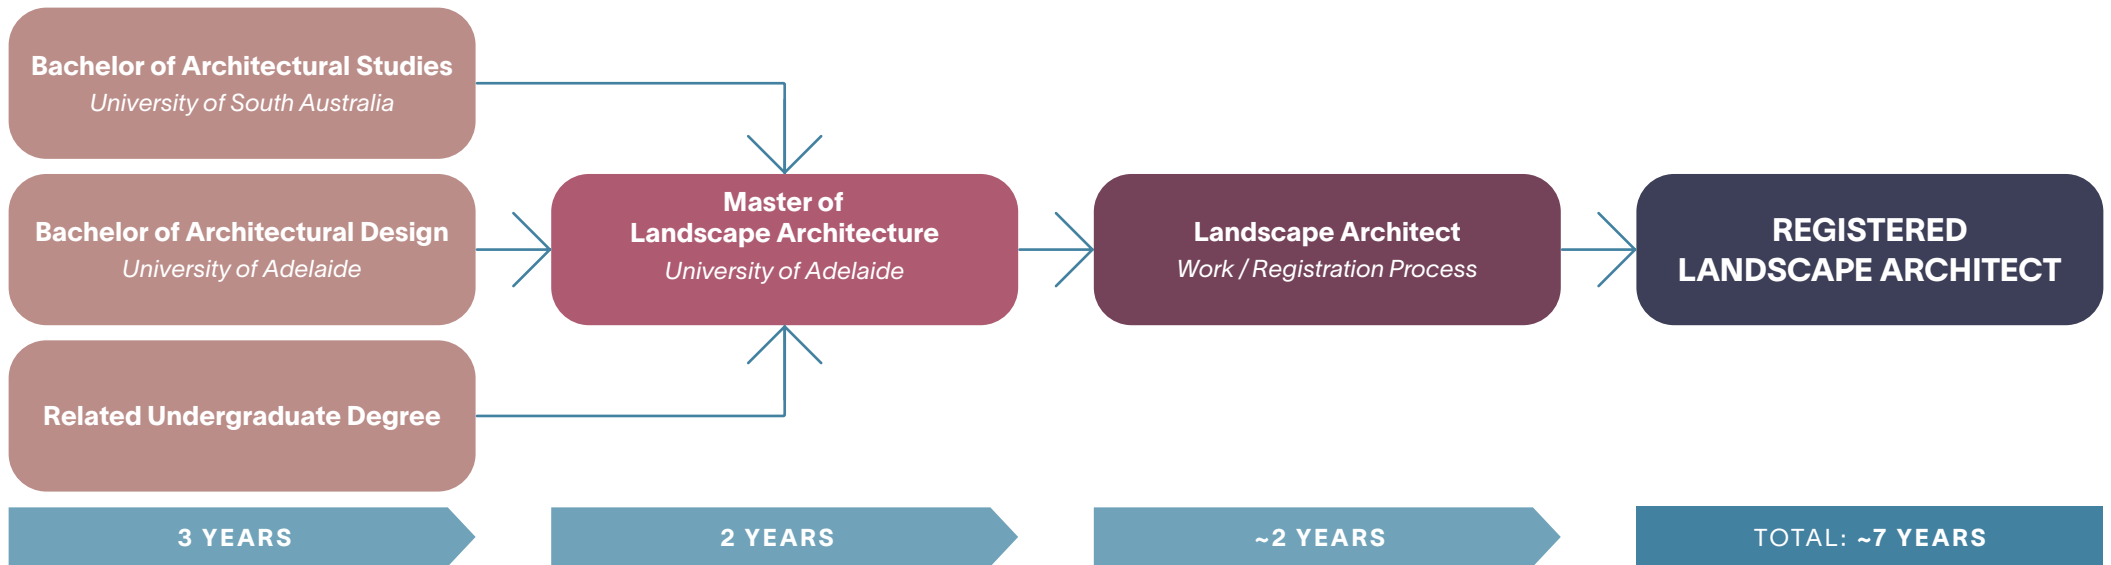 Bachelor of Architectural Studies
University of South Australia
Bachelor of Architectural Design
University of Adelaide
Related Undergraduate Degree
Master of
Landscape Architecture
University of Adelaide
Landscape Architect
Work / Registration Process
REGISTERED
LANDSCAPE ARCHITECT
3 YEARS
2 YEARS
~2 YEARS
TOTAL: ~7 YEARS